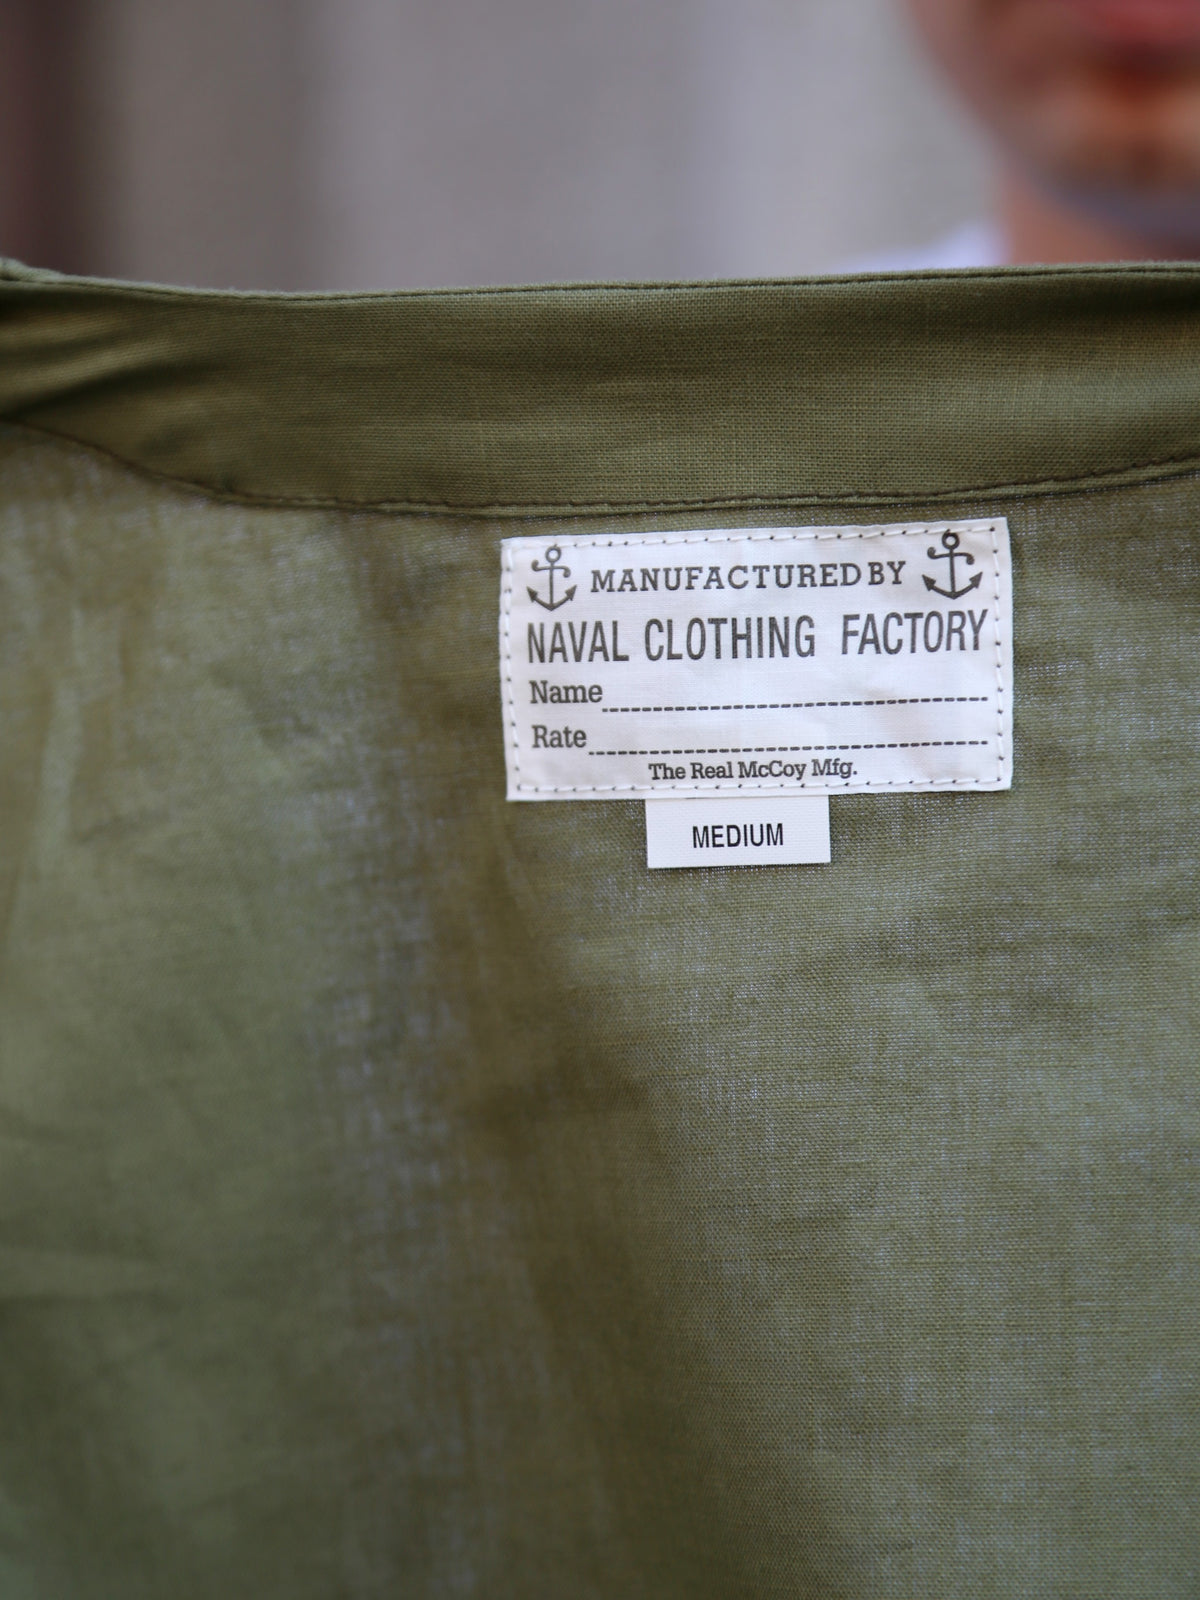 MANUFACTURED BY
NAVAL CLOTHING FACTORY
Name
Rate
The Real McCoy Mfg.
MEDIUM